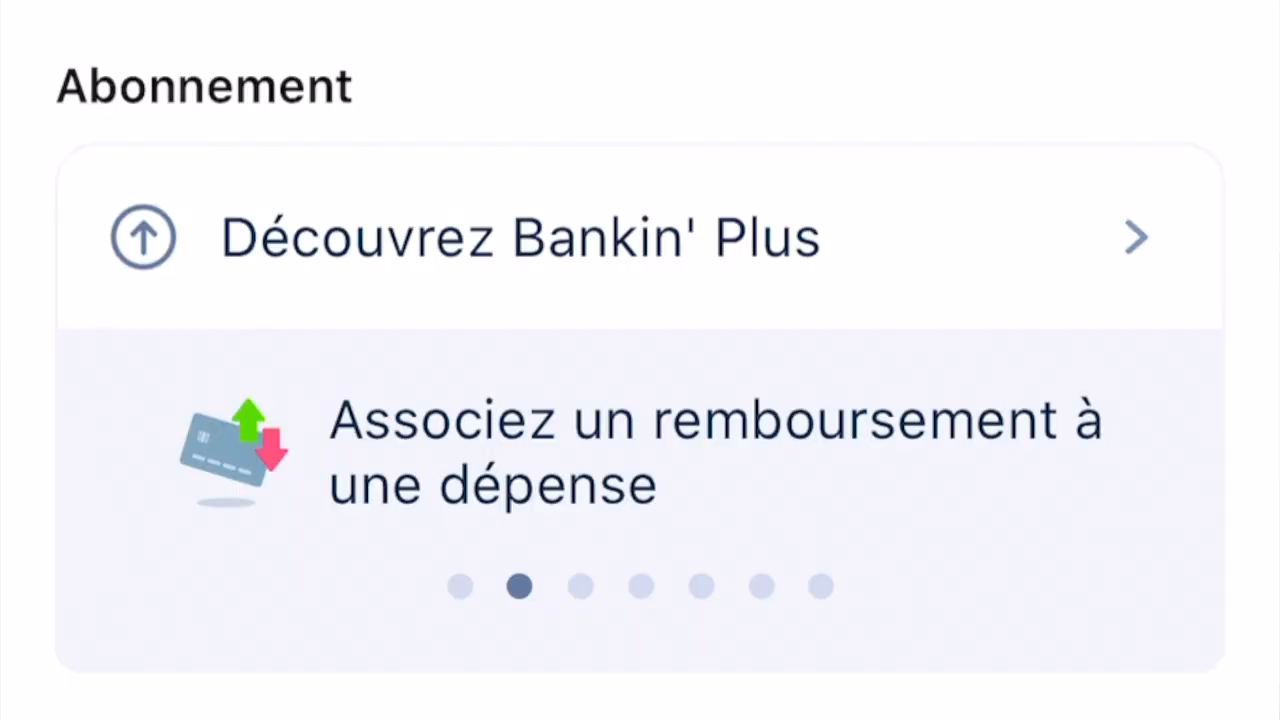 Abonnement
Découvrez Bankin' Plus
Associez un remboursement à
une dépense